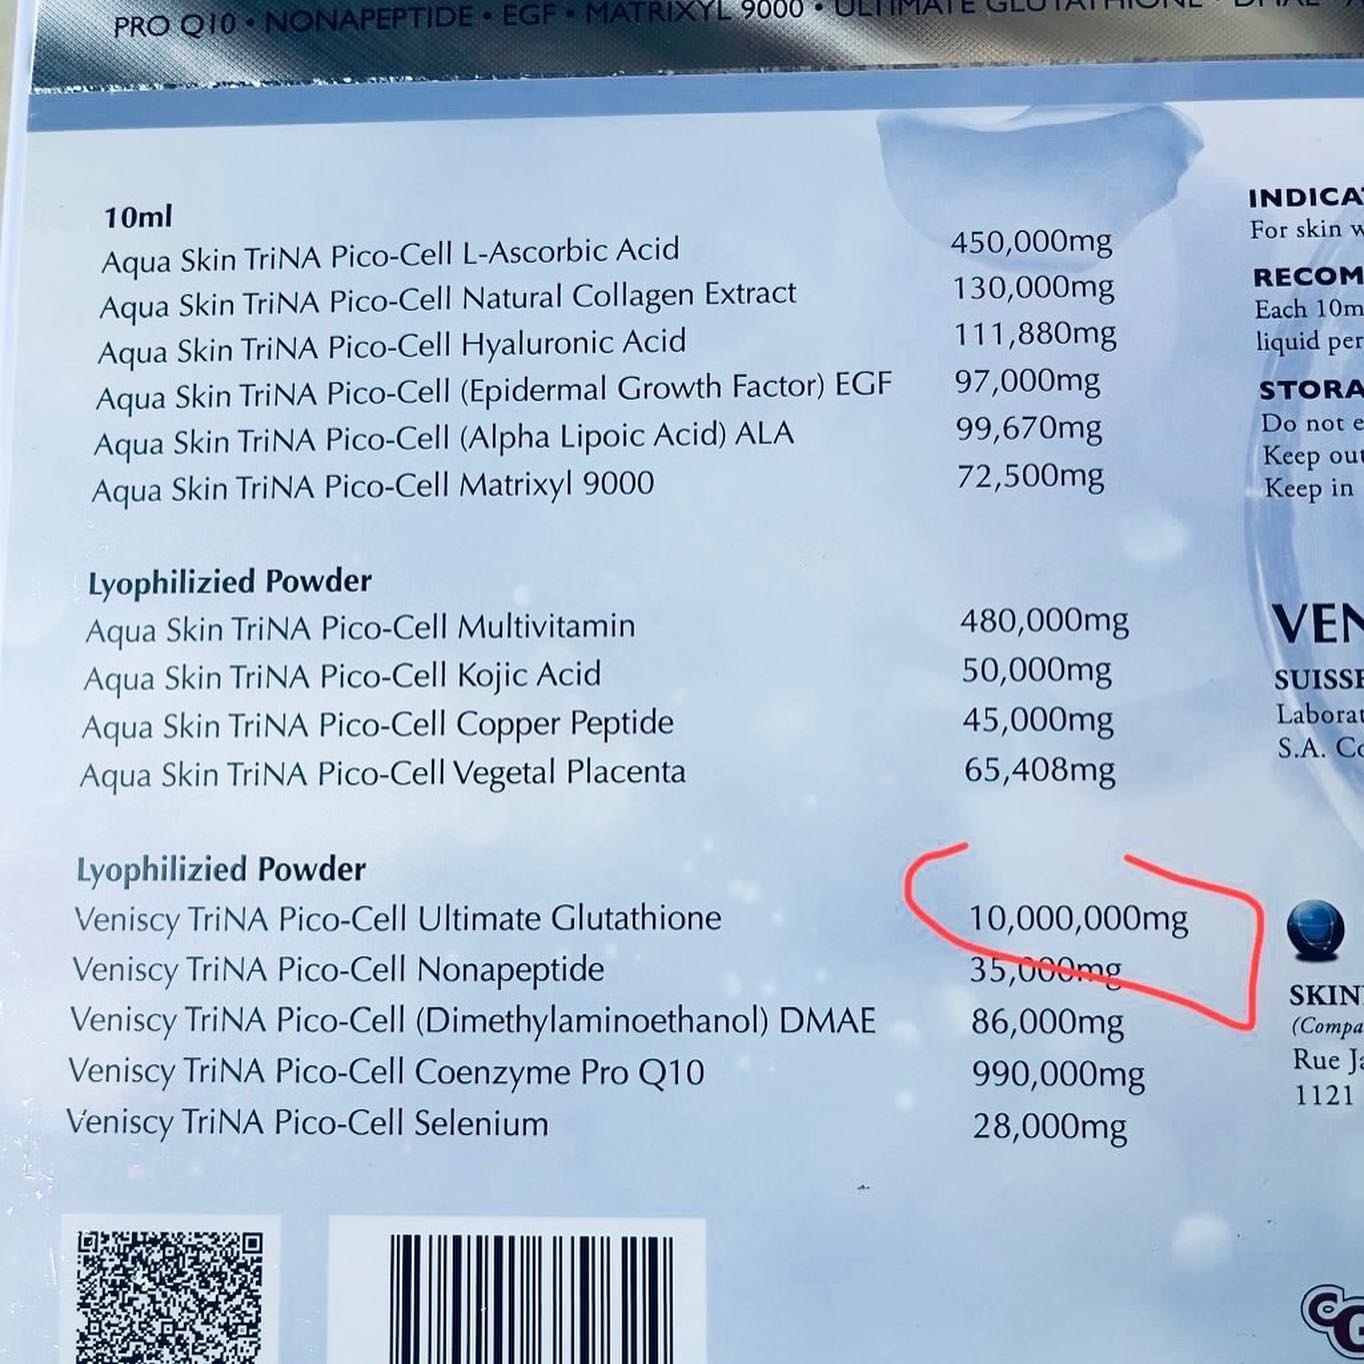 PRO Q10 • NONAPEPTIDE • EGF • MATRIXYL 9000 • ULTIMATE GLUTATHIONE • DMAE •
10ml
Aqua Skin TriNA Pico-Cell L-Ascorbic Acid 450,000mg
Aqua Skin TriNA Pico-Cell Natural Collagen Extract 130,000mg
Aqua Skin TriNA Pico-Cell Hyaluronic Acid 111,880mg
Aqua Skin TriNA Pico-Cell (Epidermal Growth Factor) EGF 97,000mg
Aqua Skin TriNA Pico-Cell (Alpha Lipoic Acid) ALA 99,670mg
Aqua Skin TriNA Pico-Cell Matrixyl 9000 72,500mg
Lyophilizied Powder
Aqua Skin TriNA Pico-Cell Multivitamin 480,000mg
Aqua Skin TriNA Pico-Cell Kojic Acid 50,000mg
Aqua Skin TriNA Pico-Cell Copper Peptide 45,000mg
Aqua Skin TriNA Pico-Cell Vegetal Placenta 65,408mg
Lyophilizied Powder
Veniscy TriNA Pico-Cell Ultimate Glutathione 10,000,000mg
Veniscy TriNA Pico-Cell Nonapeptide 35,000mg
Veniscy TriNA Pico-Cell (Dimethylaminoethanol) DMAE 86,000mg
Veniscy TriNA Pico-Cell Coenzyme Pro Q10 990,000mg
Veniscy TriNA Pico-Cell Selenium 28,000mg
INDICA
For skin w
RECOM
Each 10m
liquid per
STORA
Do not e
Keep out
Keep in
VEN
SUISSE
Laborat
S.A. Co
SKIN
(Compa
Rue Ja
1121